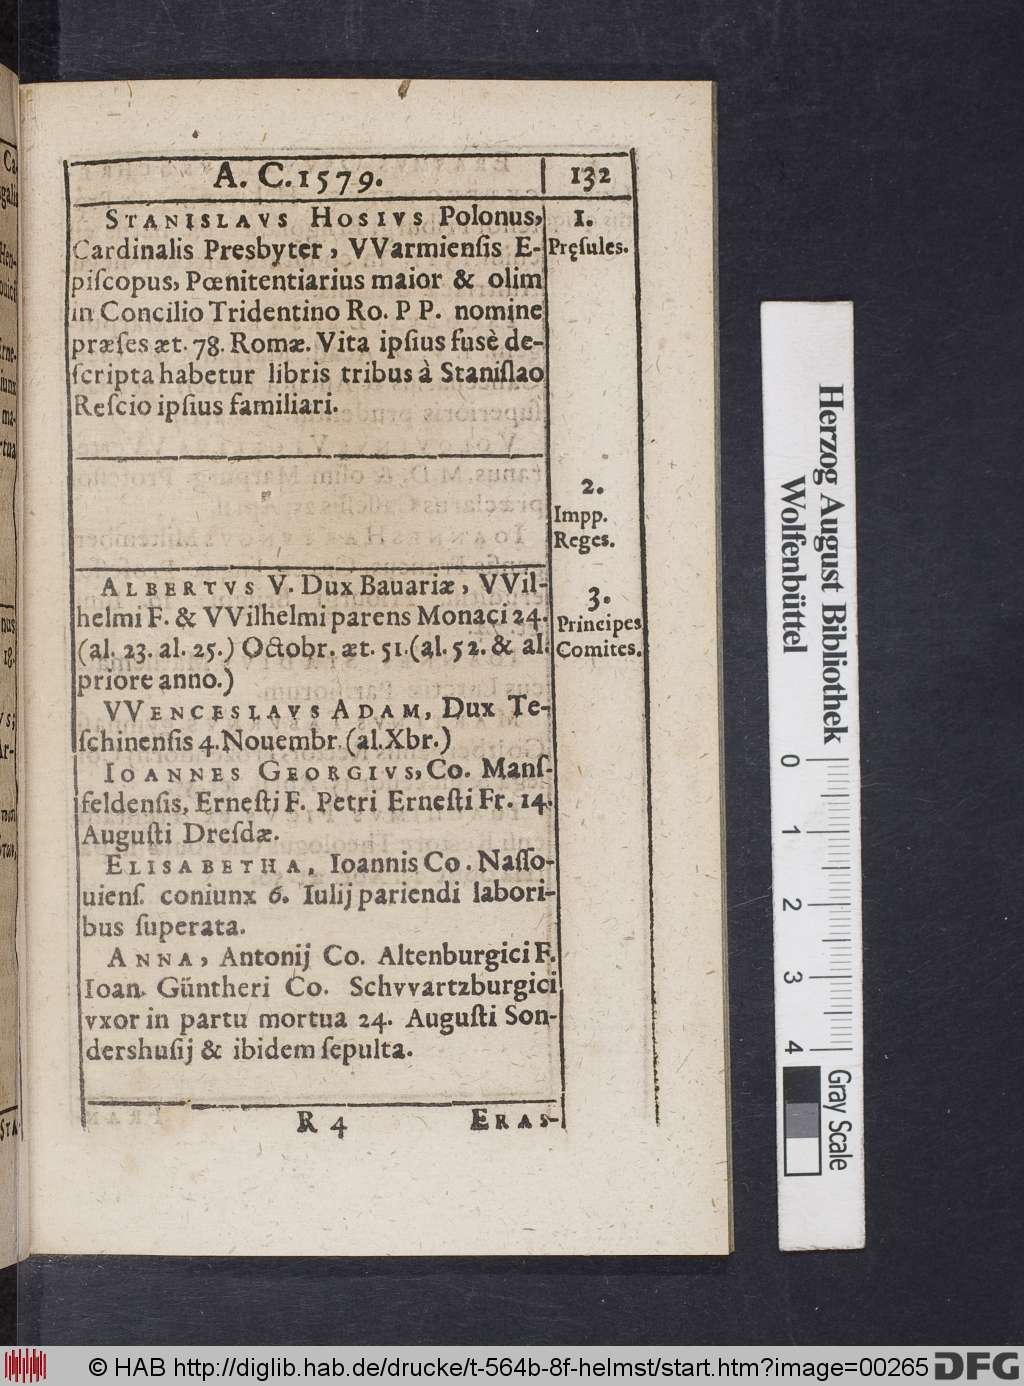 A. C. 1579.
132
STANISLAVS HOSIVS Polonus,
Cardinalis Presbyter, VVarmienſis E-
piſcopus, Pœnitentiarius maior & olim
in Concilio Tridentino Ro. P P. nomine
præſes æt. 78. Romæ. Vita ipſius fusè de-
ſcripta habetur libris tribus à Staniſlao
Reſcio ipſius familiari.
1.
Pręſules.
2.
Impp.
Reges.
ALBERTVS V. Dux Bauariæ, VVil-
helmi F. & VVilhelmi parens Monaci 24.
(al. 23. al. 25.) Octobr. æt. 51. (al. 52. & al.
priore anno.)
VVENCESLAVS ADAM, Dux Te-
ſchinenſis 4. Nouembr. (al. Xbr.)
IOANNES GEORGIVS, Co. Manſ-
feldenſis, Erneſti F. Petri Erneſti Fr. 14.
Auguſti Dreſdæ.
ELISABETHA, Ioannis Co. Naſſo-
uienſ. coniunx 6. Iulij pariendi labori-
bus ſuperata.
ANNA, Antonij Co. Altenburgici F.
Ioan. Güntheri Co. Schvvartzburgici
vxor in partu mortua 24. Auguſti Son-
dershuſij & ibidem ſepulta.
3.
Principes
Comites.
R 4
ERAS-
Herzog August Bibliothek
Wolfenbüttel
0 1 2 3 4
Gray Scale
© HAB http://diglib.hab.de/drucke/t-564b-8f-helmst/start.htm?image=00265
DFG